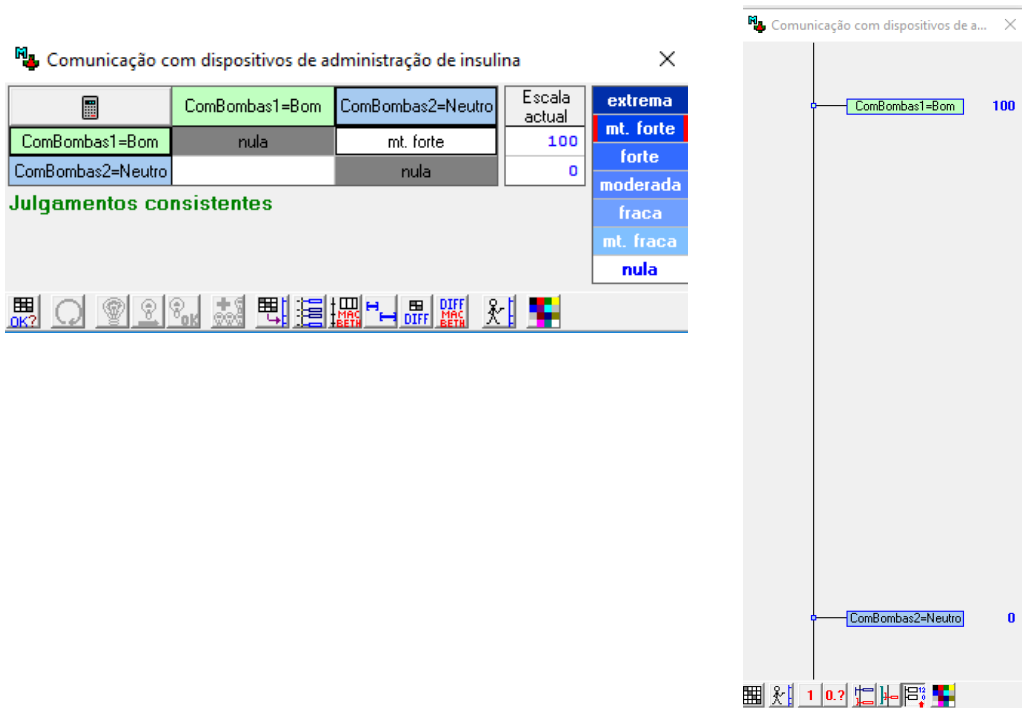 Comunicação com dispositivos de administração de insulina
ComBombas1=Bom ComBombas2=Neutro Escala actual
ComBombas1=Bom nula mt. forte 100
ComBombas2=Neutro nula 0
Julgamentos consistentes
extrema
mt. forte
forte
moderada
fraca
mt. fraca
nula
OK? OK MAC BETH DIFF DIFF MAC BETH
Comunicação com dispositivos de a...
ComBombas1=Bom 100
ComBombas2=Neutro 0
1 0.?